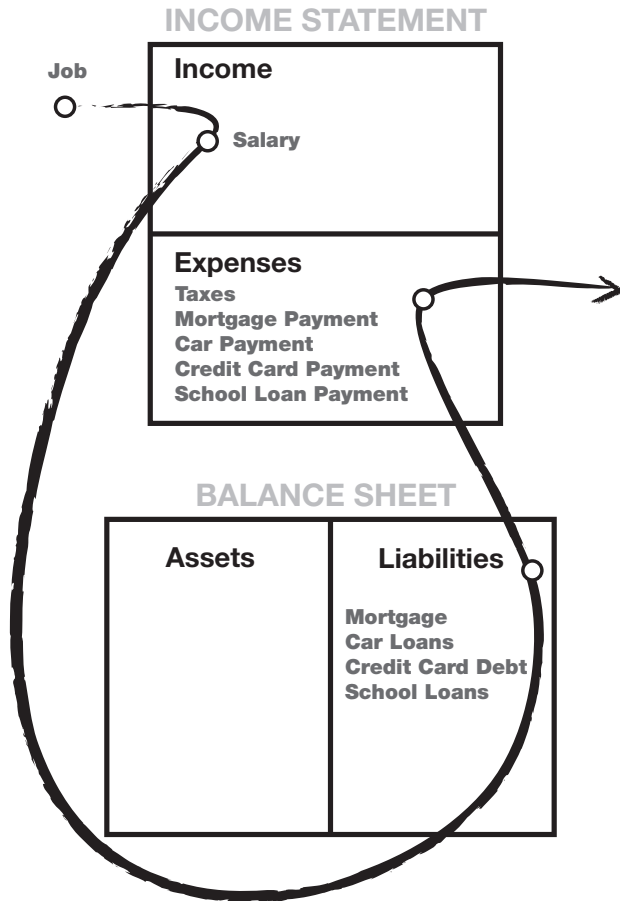 INCOME STATEMENT
Job
Income
Salary
Expenses
Taxes
Mortgage Payment
Car Payment
Credit Card Payment
School Loan Payment
BALANCE SHEET
Assets
Liabilities
Mortgage
Car Loans
Credit Card Debt
School Loans